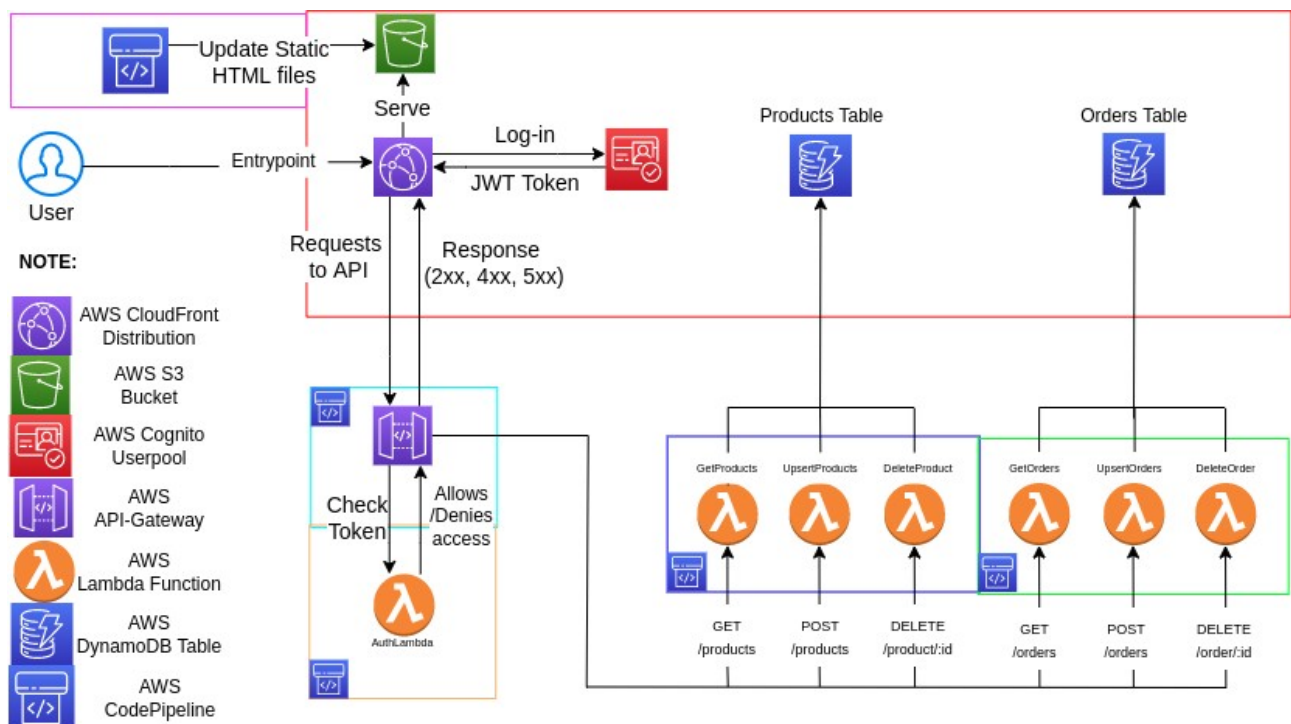 Update Static
HTML files
Serve
Products Table
Orders Table
Log-in
Entrypoint
JWT Token
User
Requests
to API
Response
(2xx, 4xx, 5xx)
NOTE:
AWS CloudFront
Distribution
AWS S3
Bucket
AWS Cognito
Userpool
AWS
API-Gateway
AWS
Lambda Function
AWS
DynamoDB Table
AWS
CodePipeline
Check
Token
Allows
/Denies
access
AuthLambda
GetProducts
UpsertProducts
DeleteProduct
GetOrders
UpsertOrders
DeleteOrder
GET
/products
POST
/products
DELETE
/product/:id
GET
/orders
POST
/orders
DELETE
/order/:id